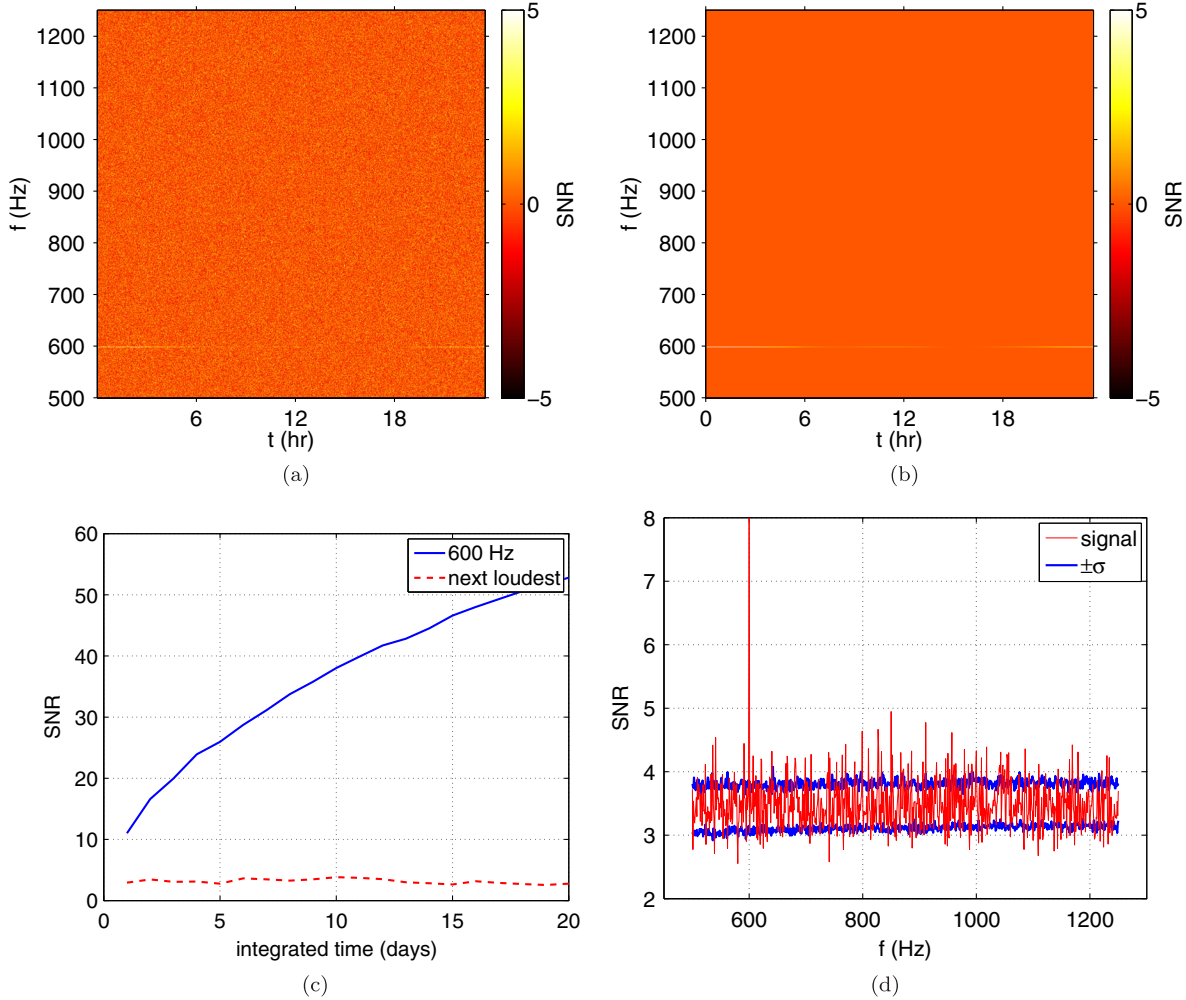 1200
1100
1000
900
800
700
600
500
f (Hz)
6
12
18
t (hr)
5
0
−5
SNR
(a)
1200
1100
1000
900
800
700
600
500
f (Hz)
0
6
12
18
t (hr)
5
0
−5
SNR
(b)
60
50
40
30
20
10
0
SNR
0
5
10
15
20
integrated time (days)
600 Hz
next loudest
(c)
8
7
6
5
4
3
2
SNR
600
800
1000
1200
f (Hz)
signal
±σ
(d)